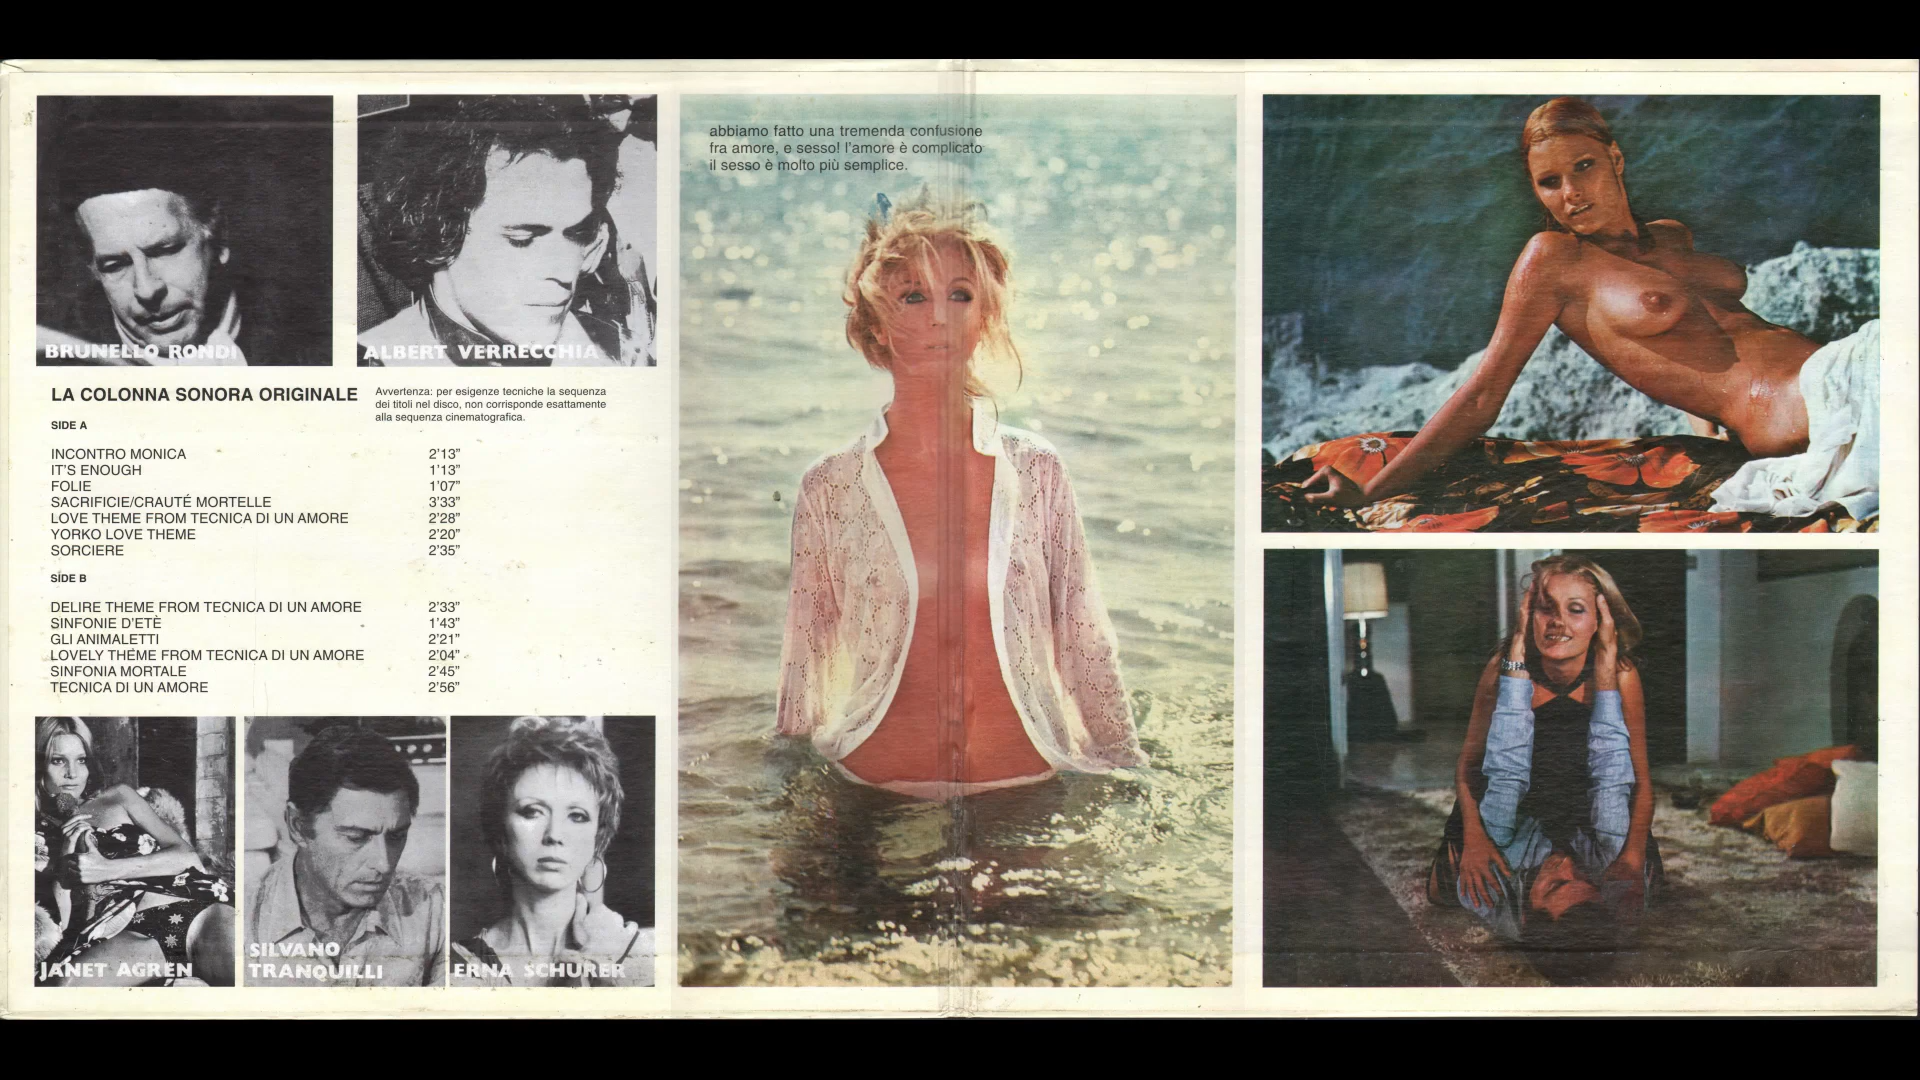 BRUNELLO RONDI
ALBERT VERRECCHIA
LA COLONNA SONORA ORIGINALE
Avvertenza: per esigenze tecniche la sequenza
dei titoli nel disco, non corrisponde esattamente
alla sequenza cinematografica.
SIDE A
INCONTRO MONICA 2'13"
IT'S ENOUGH 1'13"
FOLIE 1'07"
SACRIFICIE/CRAUTÉ MORTELLE 3'33"
LOVE THEME FROM TECNICA DI UN AMORE 2'28"
YORKO LOVE THEME 2'20"
SORCIERE 2'35"
SIDE B
DELIRE THEME FROM TECNICA DI UN AMORE 2'33"
SINFONIE D'ETÈ 1'43"
GLI ANIMALETTI 2'21"
LOVELY THEME FROM TECNICA DI UN AMORE 2'04"
SINFONIA MORTALE 2'45"
TECNICA DI UN AMORE 2'56"
JANET AGREN
SILVANO
TRANQUILLI
ERNA SCHURER
abbiamo fatto una tremenda confusione
fra amore, e sesso! l'amore è complicato
il sesso è molto più semplice.